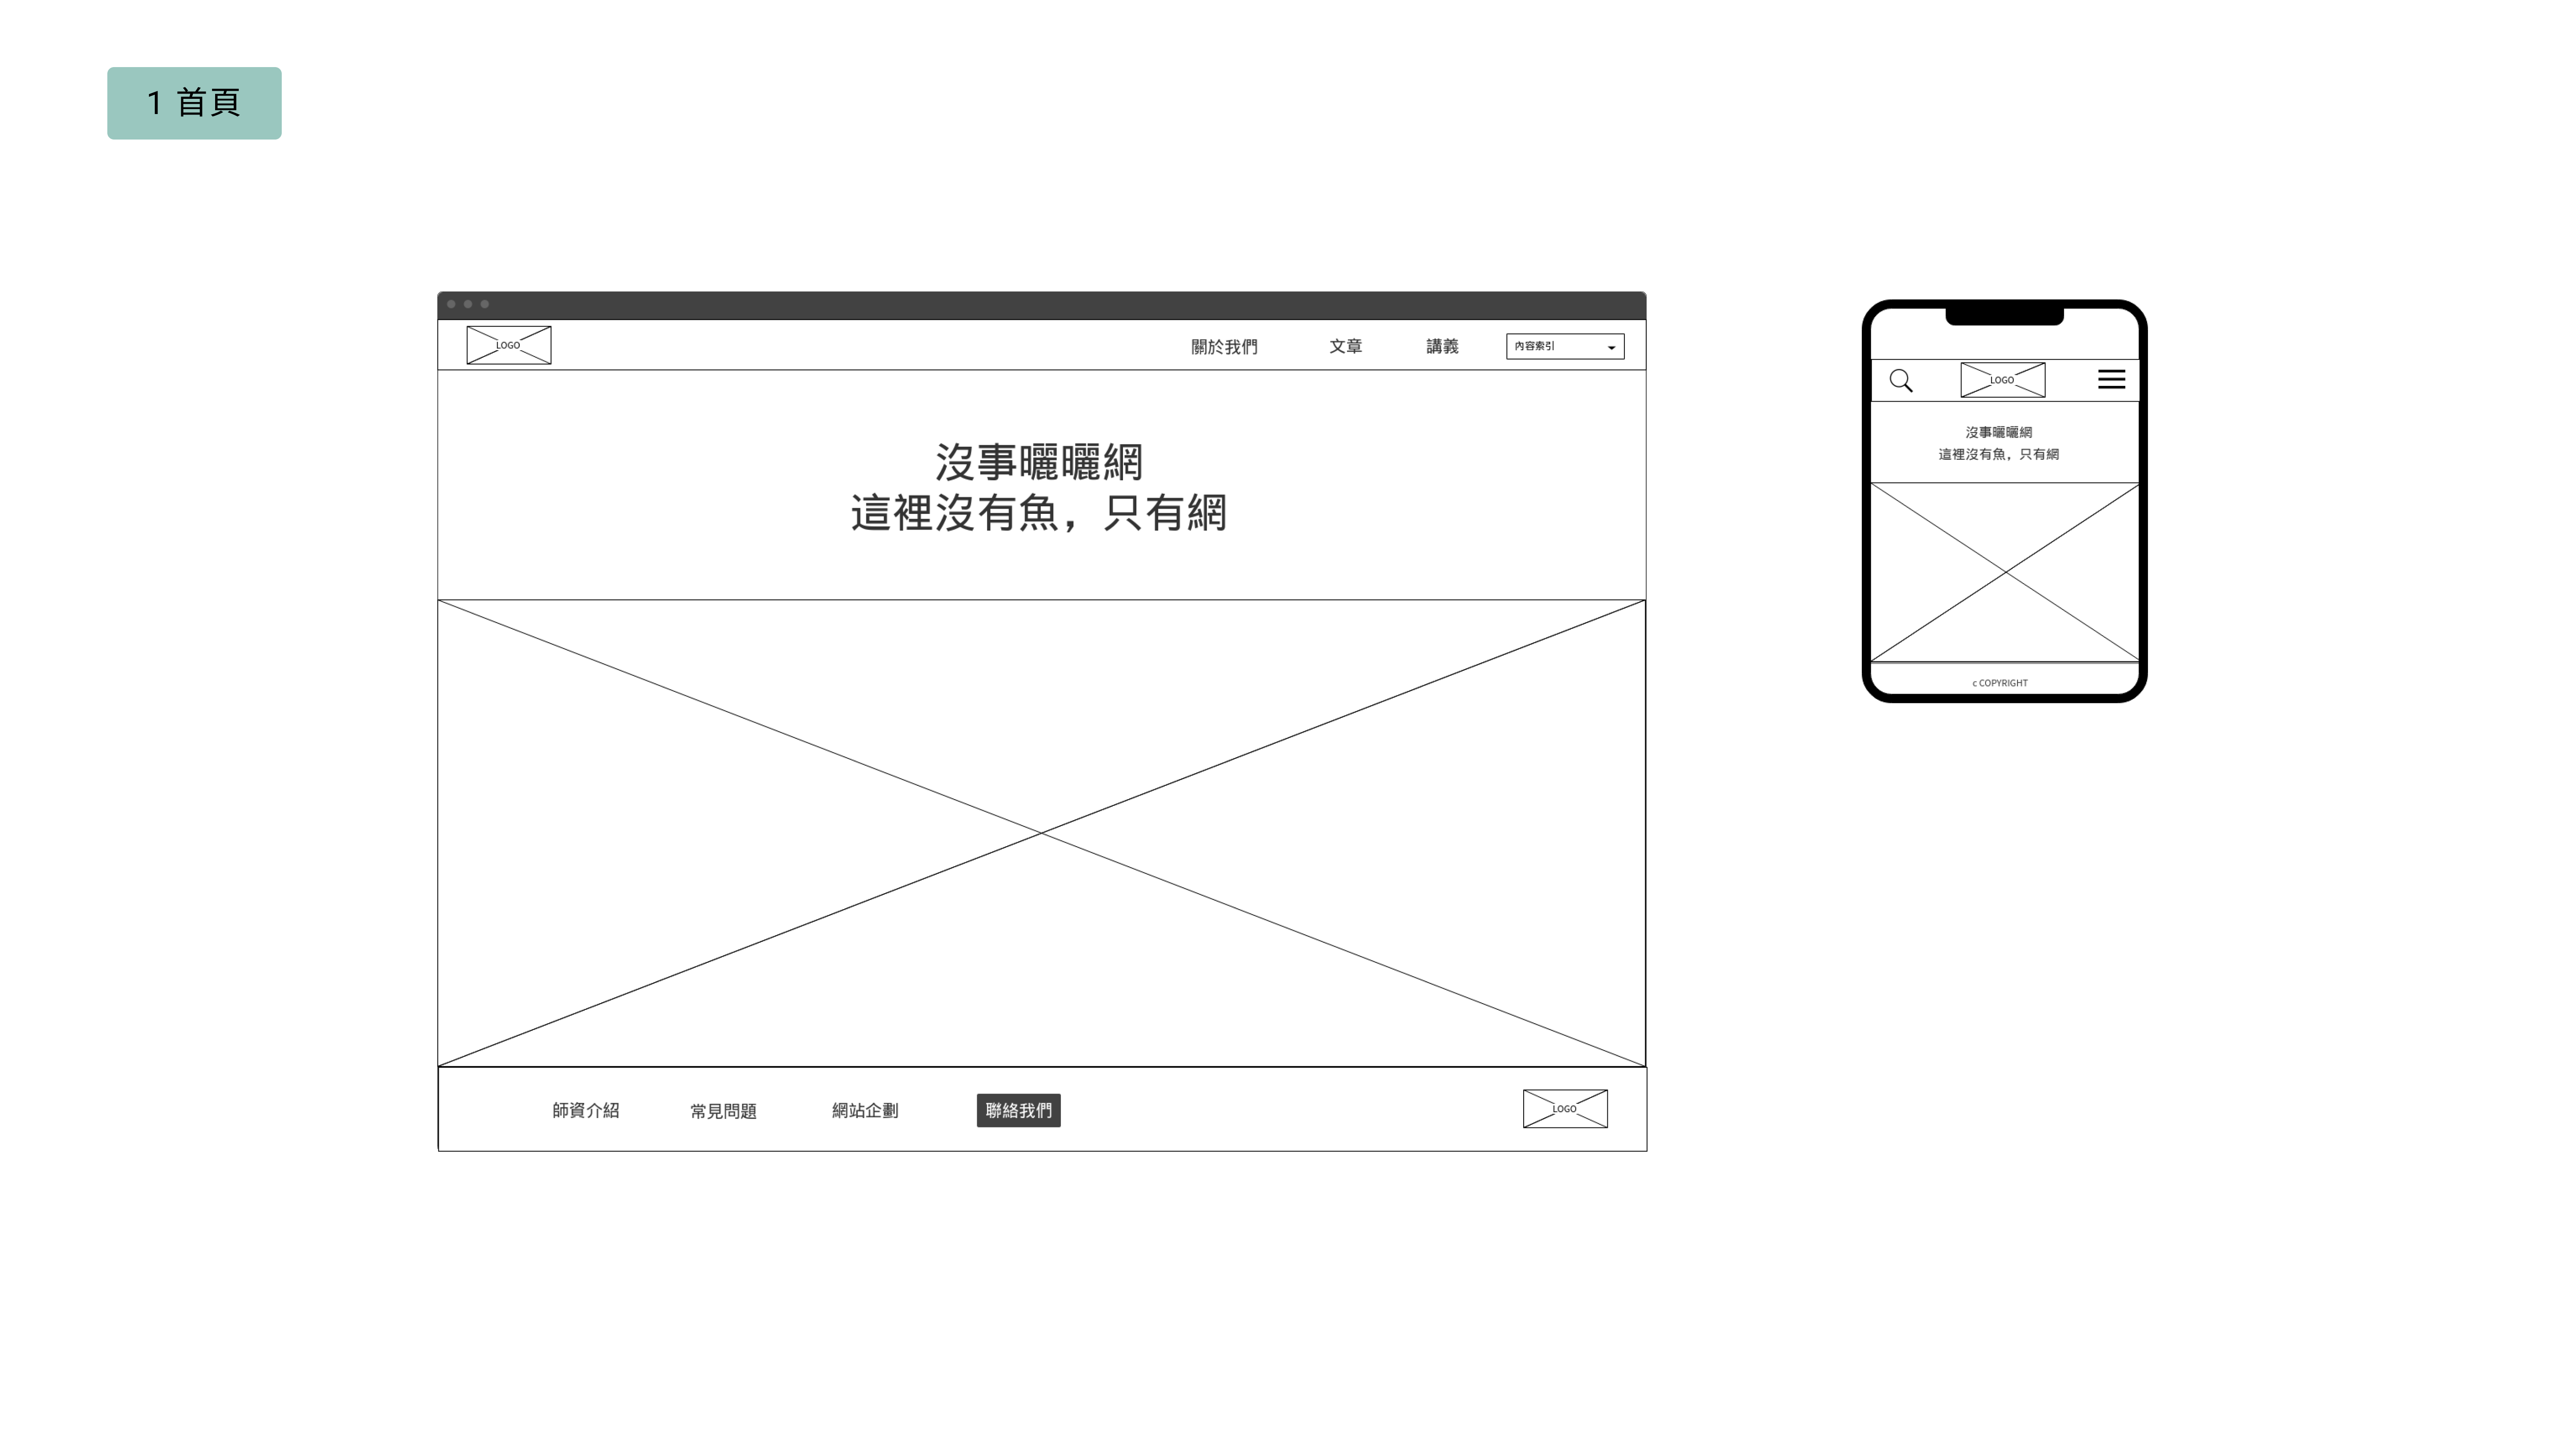 1 首頁
LOGO
關於我們
文章
講義
內容索引
沒事曬曬網
這裡沒有魚，只有網
師資介紹
常見問題
網站企劃
聯絡我們
LOGO
LOGO
沒事曬曬網
這裡沒有魚，只有網
c COPYRIGHT